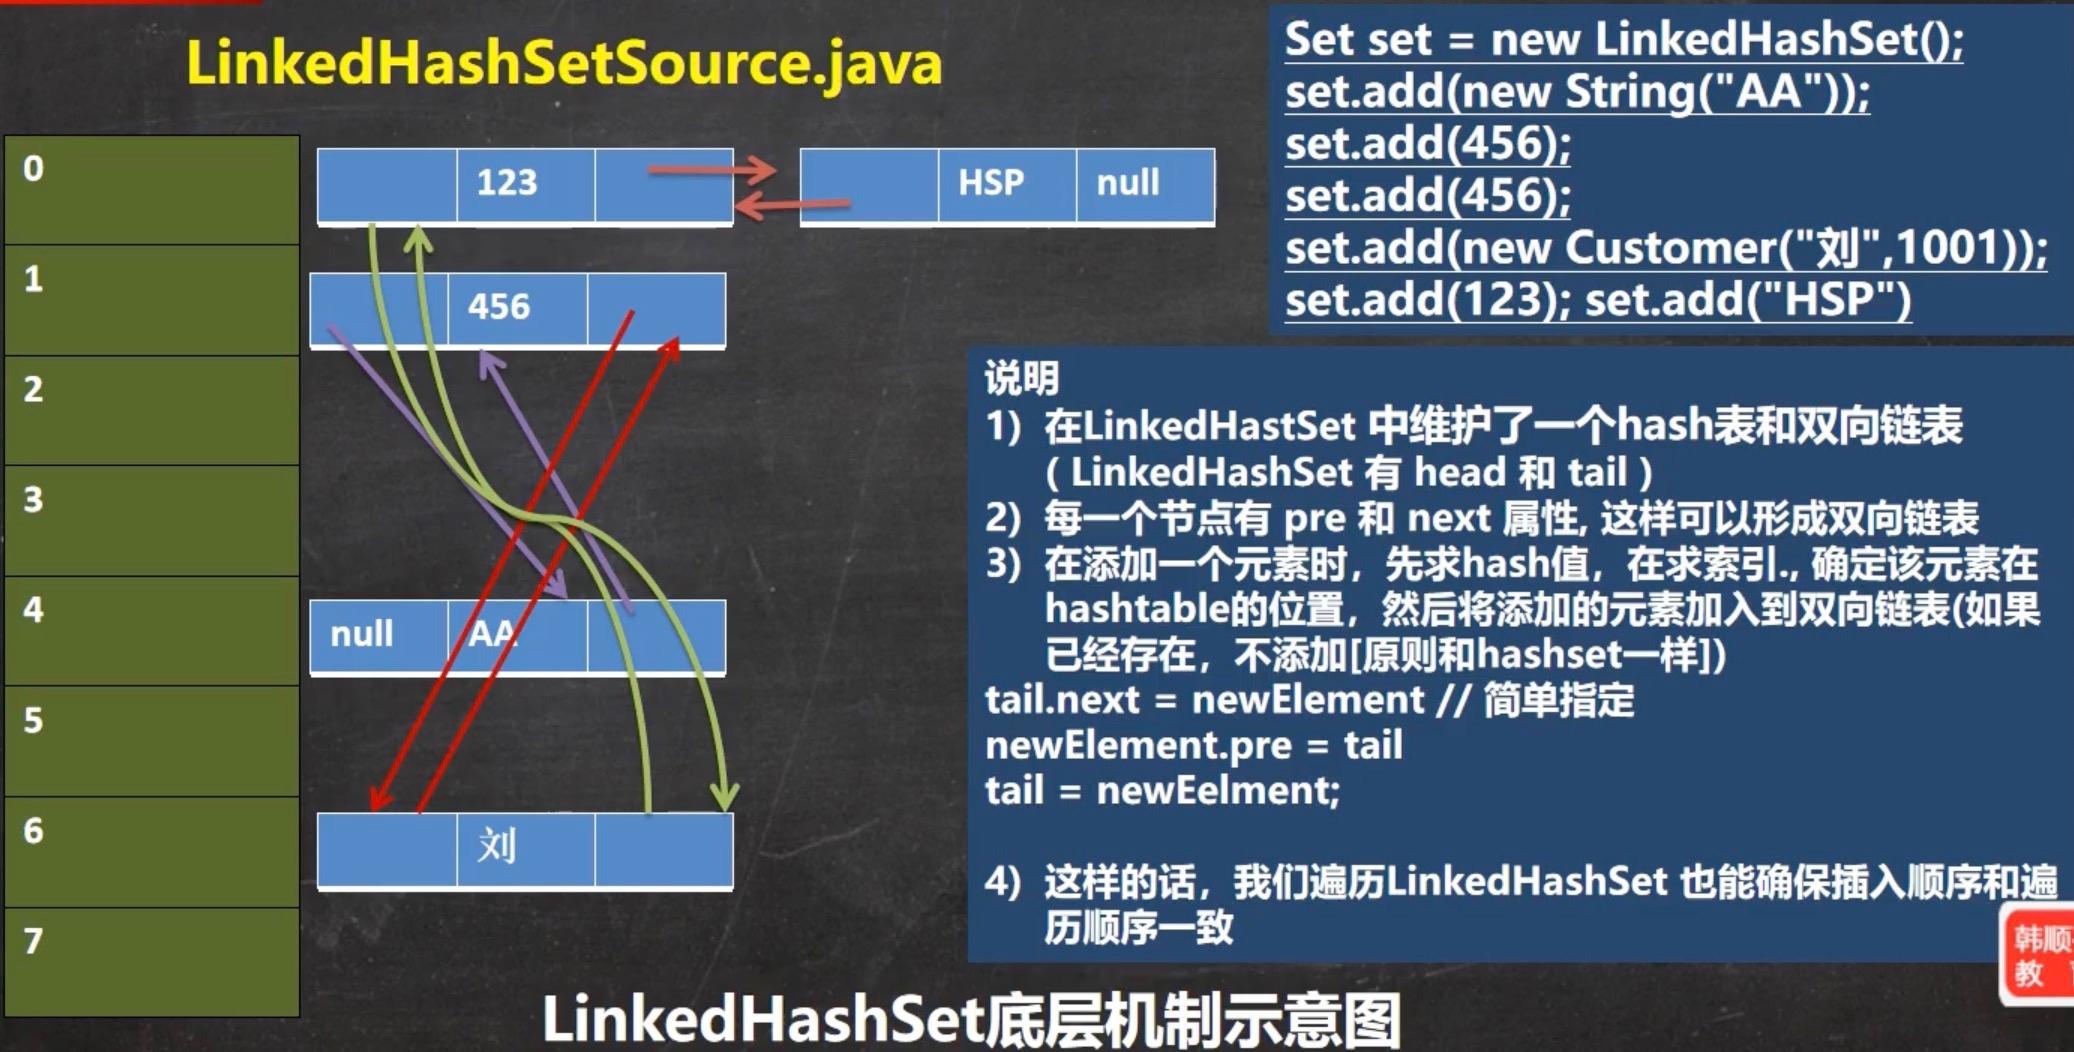 LinkedHashSetSource.java
Set set = new LinkedHashSet();
set.add(new String("AA"));
set.add(456);
set.add(456);
set.add(new Customer("刘",1001));
set.add(123); set.add("HSP")
0
123
HSP
null
1
456
2
3
4
null
AA
5
6
刘
7
说明
1) 在LinkedHastSet 中维护了一个hash表和双向链表
( LinkedHashSet 有 head 和 tail )
2) 每一个节点有 pre 和 next 属性, 这样可以形成双向链表
3) 在添加一个元素时，先求hash值，在求索引., 确定该元素在
hashtable的位置，然后将添加的元素加入到双向链表(如果
已经存在，不添加[原则和hashset一样])
tail.next = newElement // 简单指定
newElement.pre = tail
tail = newEelment;
4) 这样的话，我们遍历LinkedHashSet 也能确保插入顺序和遍
历顺序一致
韩顺
教
LinkedHashSet底层机制示意图